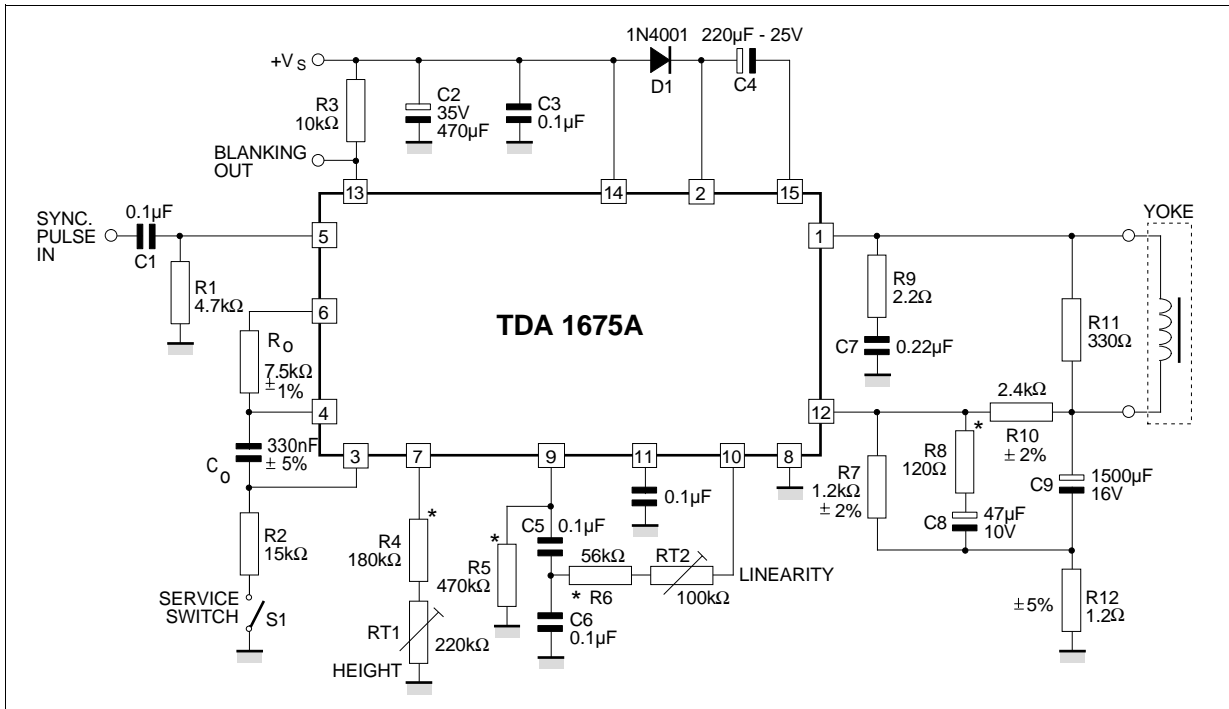 1N4001
220µF - 25V
+VS
D1
C4
R3
10kΩ
C2
35V
470µF
C3
0.1µF
BLANKING
OUT
13
14
2
15
SYNC.
PULSE
IN
0.1µF
C1
5
1
YOKE
R1
4.7kΩ
6
TDA 1675A
R9
2.2Ω
R11
330Ω
Ro
7.5kΩ
±1%
C7
0.22µF
4
12
2.4kΩ
R10
±2%
Co
330nF
±5%
3
7
9
11
10
8
*
R8
120Ω
R7
1.2kΩ
±2%
C9
1500µF
16V
0.1µF
C8
47µF
10V
R2
15kΩ
*
R4
180kΩ
*
R5
470kΩ
C5
0.1µF
56kΩ
* R6
RT2
100kΩ
LINEARITY
SERVICE
SWITCH
S1
RT1
220kΩ
HEIGHT
C6
0.1µF
±5%
R12
1.2Ω